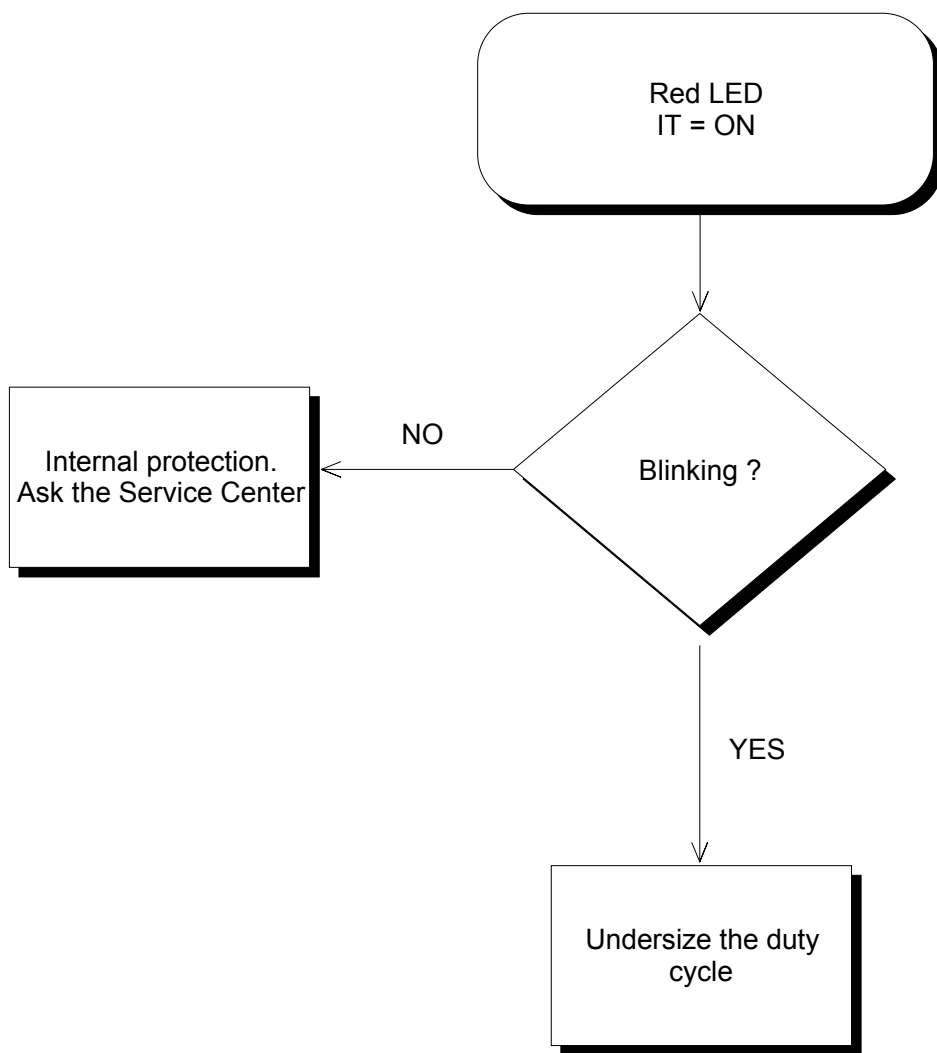 Red LED
IT = ON
Blinking ?
NO
Internal protection.
Ask the Service Center
YES
Undersize the duty
cycle